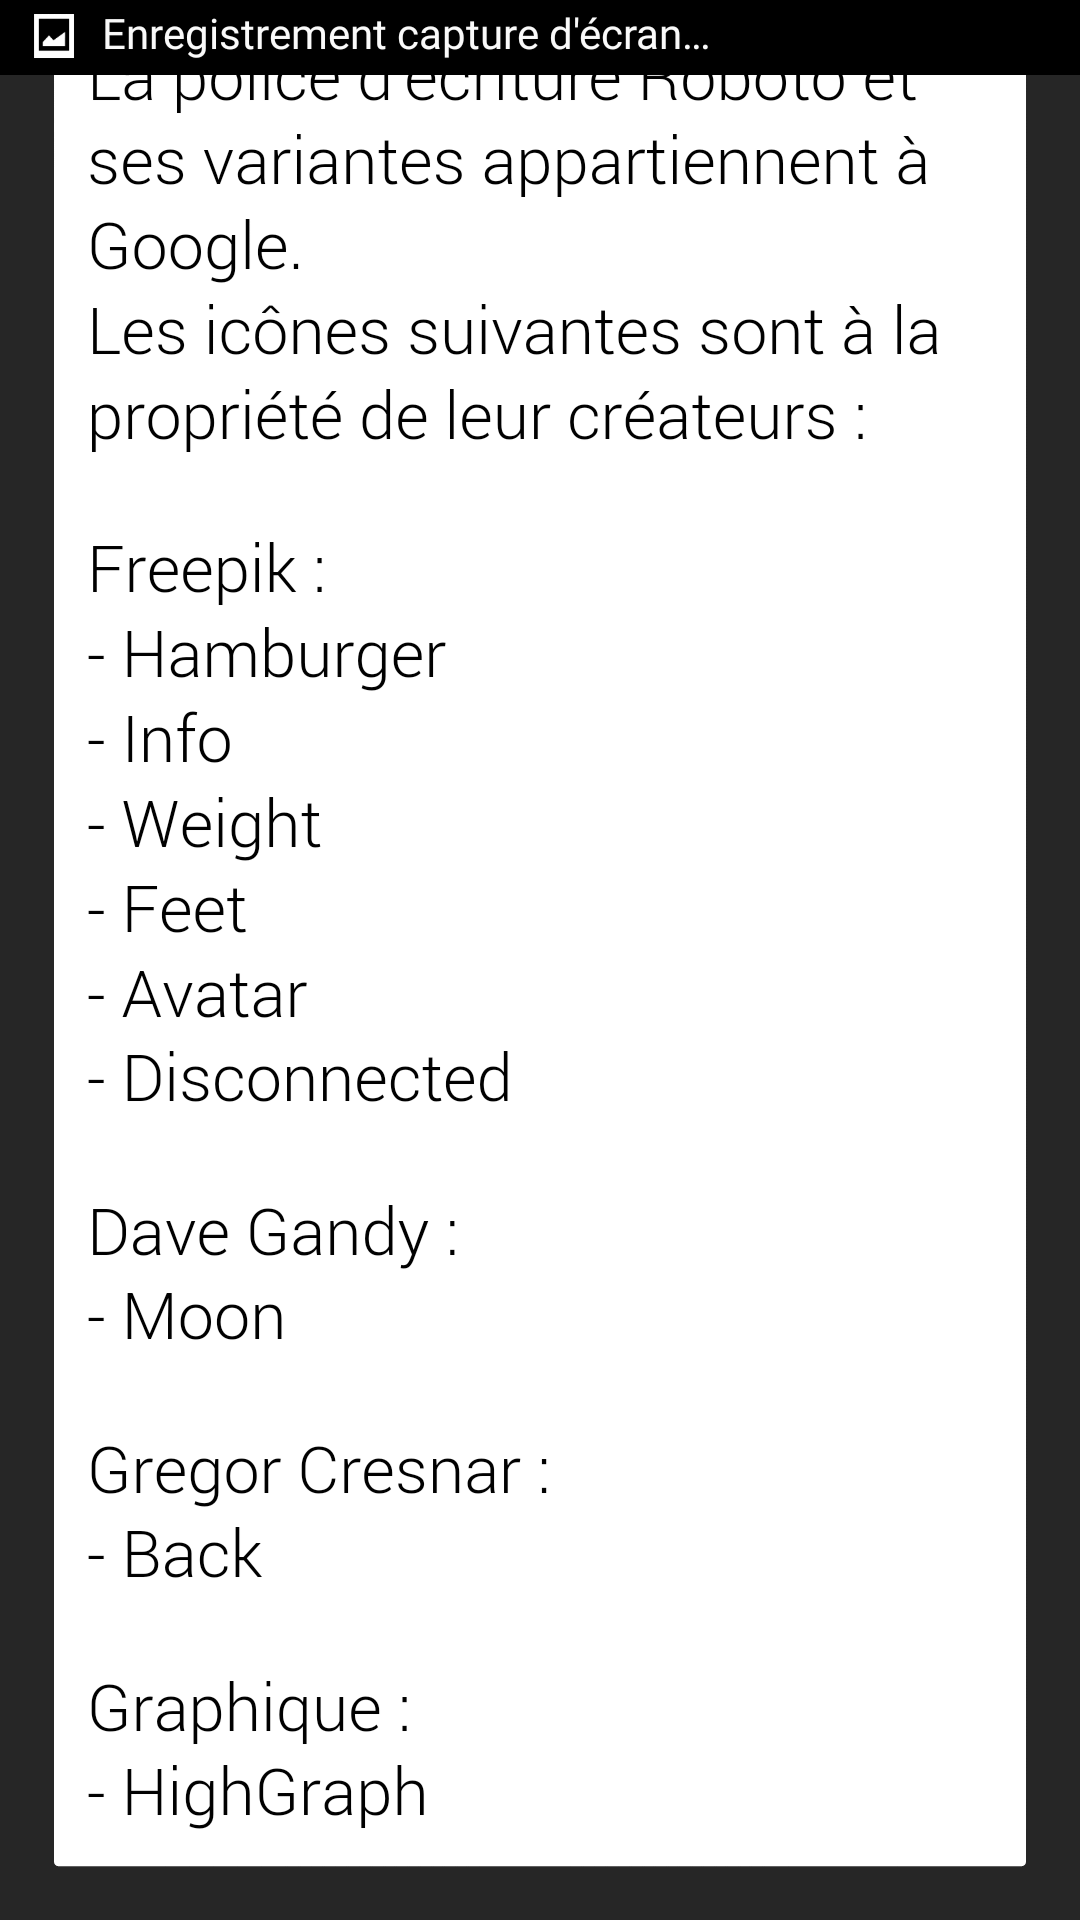 Enregistrement capture d'écran...
La police d'écriture Roboto et
ses variantes appartiennent à
Google.
Les icônes suivantes sont à la
propriété de leur créateurs :
Freepik :
- Hamburger
- Info
- Weight
- Feet
- Avatar
- Disconnected
Dave Gandy :
- Moon
Gregor Cresnar :
- Back
Graphique :
- HighGraph